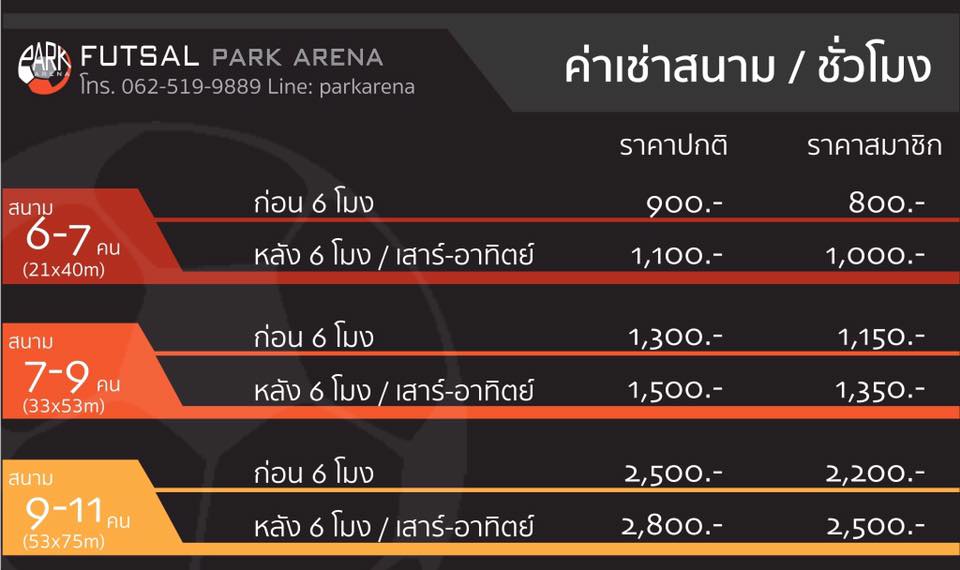 PARK
ARENA
FUTSAL PARK ARENA
โทร. 062-519-9889 Line: parkarena
ค่าเช่าสนาม / ชั่วโมง
ราคาปกติ ราคาสมาชิก
สนาม
6-7 คน
(21x40m)
ก่อน 6 โมง 900.- 800.-
หลัง 6 โมง / เสาร์-อาทิตย์ 1,100.- 1,000.-
สนาม
7-9 คน
(33x53m)
ก่อน 6 โมง 1,300.- 1,150.-
หลัง 6 โมง / เสาร์-อาทิตย์ 1,500.- 1,350.-
สนาม
9-11 คน
(53x75m)
ก่อน 6 โมง 2,500.- 2,200.-
หลัง 6 โมง / เสาร์-อาทิตย์ 2,800.- 2,500.-